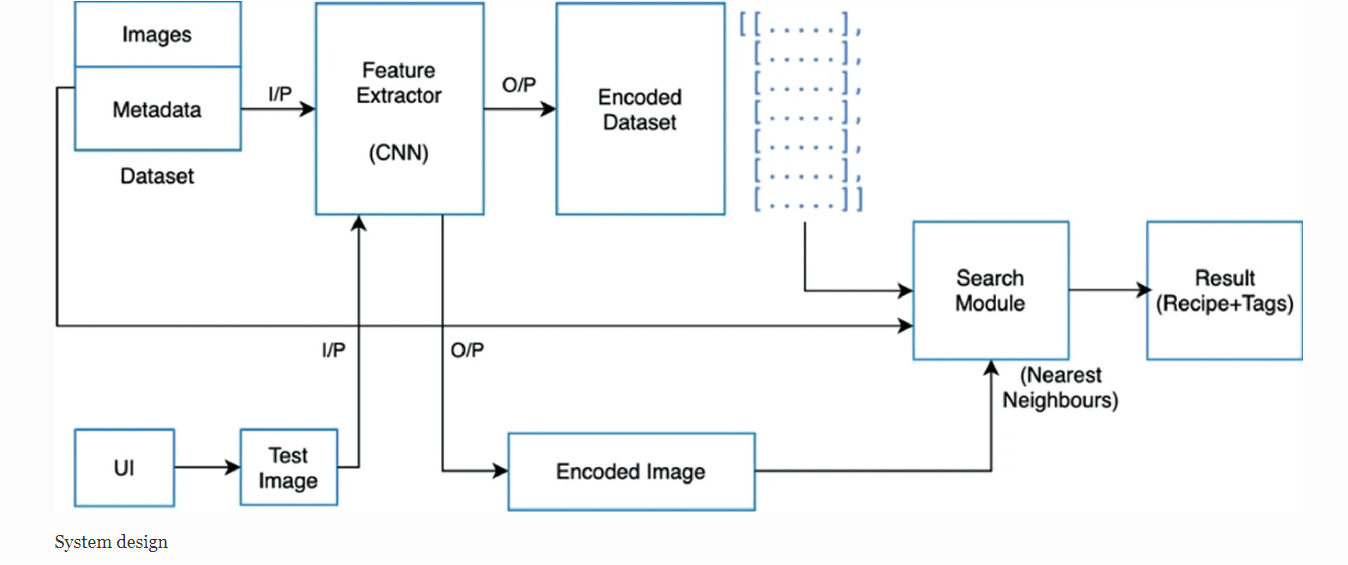 Images
Metadata
Dataset
I/P
Feature
Extractor
(CNN)
O/P
Encoded
Dataset
[[.....],
[.....],
[.....],
[.....],
[.....],
[.....],
[.....]]
Search
Module
(Nearest
Neighbours)
Result
(Recipe+Tags)
I/P
O/P
UI
Test
Image
Encoded Image
System design